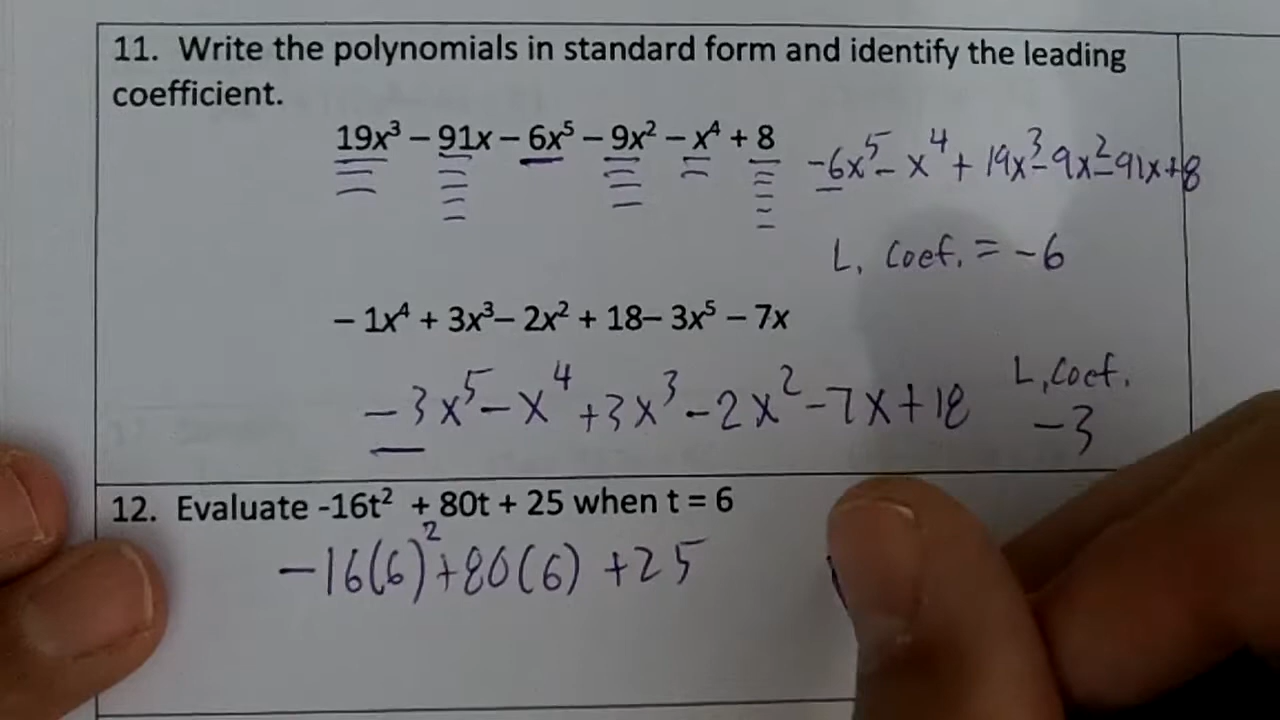 11. Write the polynomials in standard form and identify the leading
coefficient.
19x³ – 91x – 6x⁵ – 9x² – x⁴ + 8
-6x⁵ - x⁴ + 19x³ - 9x² - 91x + 8
L. Coef. = -6
– 1x⁴ + 3x³– 2x² + 18– 3x⁵ – 7x
-3x⁵ - x⁴ + 3x³ - 2x² - 7x + 18
L. Coef.
-3
12. Evaluate -16t² + 80t + 25 when t = 6
-16(6)² + 80(6) + 25